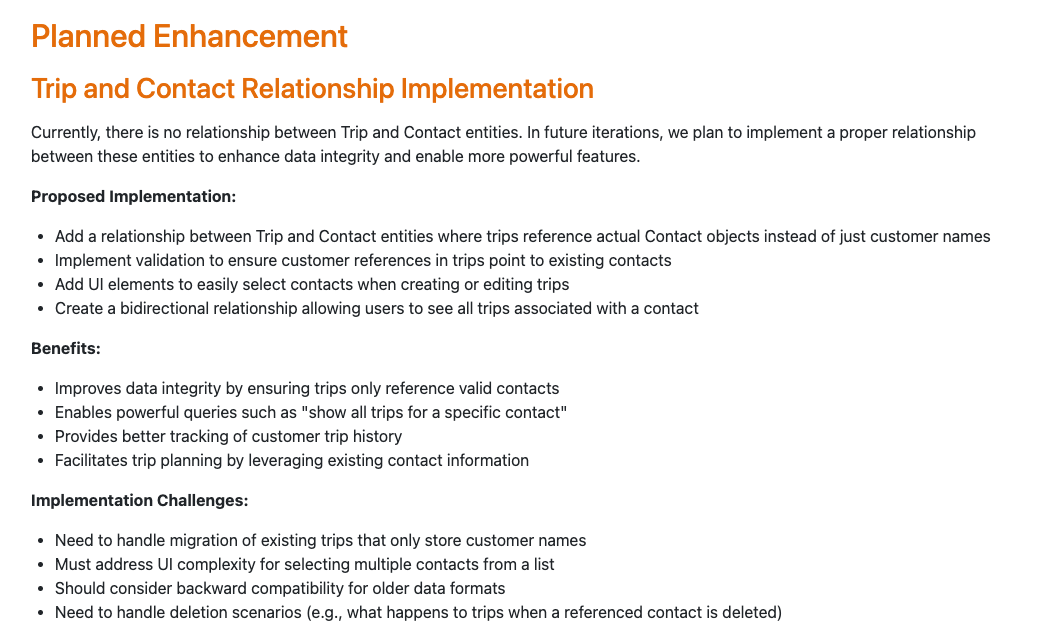 Planned Enhancement
Trip and Contact Relationship Implementation
Currently, there is no relationship between Trip and Contact entities. In future iterations, we plan to implement a proper relationship
between these entities to enhance data integrity and enable more powerful features.
Proposed Implementation:
• Add a relationship between Trip and Contact entities where trips reference actual Contact objects instead of just customer names
• Implement validation to ensure customer references in trips point to existing contacts
• Add UI elements to easily select contacts when creating or editing trips
• Create a bidirectional relationship allowing users to see all trips associated with a contact
Benefits:
• Improves data integrity by ensuring trips only reference valid contacts
• Enables powerful queries such as "show all trips for a specific contact"
• Provides better tracking of customer trip history
• Facilitates trip planning by leveraging existing contact information
Implementation Challenges:
• Need to handle migration of existing trips that only store customer names
• Must address UI complexity for selecting multiple contacts from a list
• Should consider backward compatibility for older data formats
• Need to handle deletion scenarios (e.g., what happens to trips when a referenced contact is deleted)